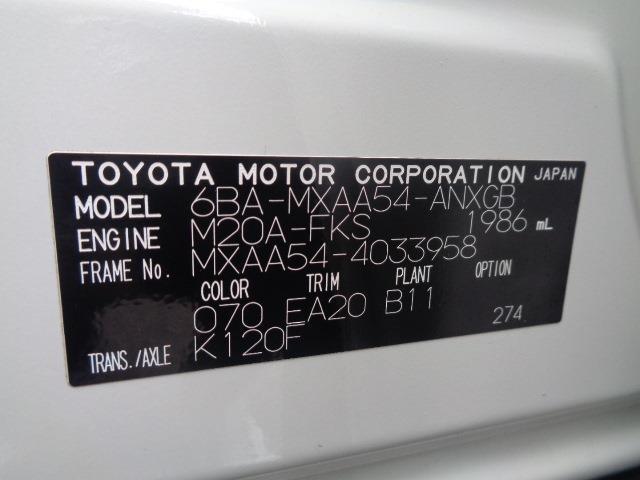 TOYOTA MOTOR CORPORATION JAPAN
MODEL 6BA-MXAA54-ANXGB
ENGINE M20A-FKS 1986 mL
FRAME No. MXAA54-4033958
COLOR TRIM PLANT OPTION
070 EA20 B11 274
TRANS./AXLE K120F